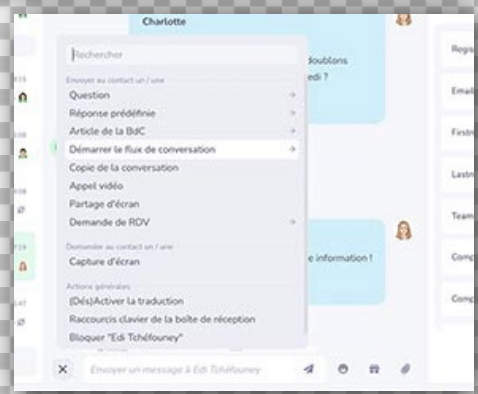 Charlotte
Rechercher
doublons
edi ?
Envoyer au contact un / une
Question
Réponse prédéfinie
Article de la BdC
Démarrer le flux de conversation
Copie de la conversation
Appel vidéo
Partage d'écran
Demande de RDV
Demander au contact un / une
Capture d'écran
e information !
Actions générales
(Dés)Activer la traduction
Raccourcis clavier de la boîte de réception
Bloquer "Edi Tchéfouney"
Envoyer un message à Edi Tchéfouney
Regis
Email
Firstn
Lastn
Team
Comp
Comp